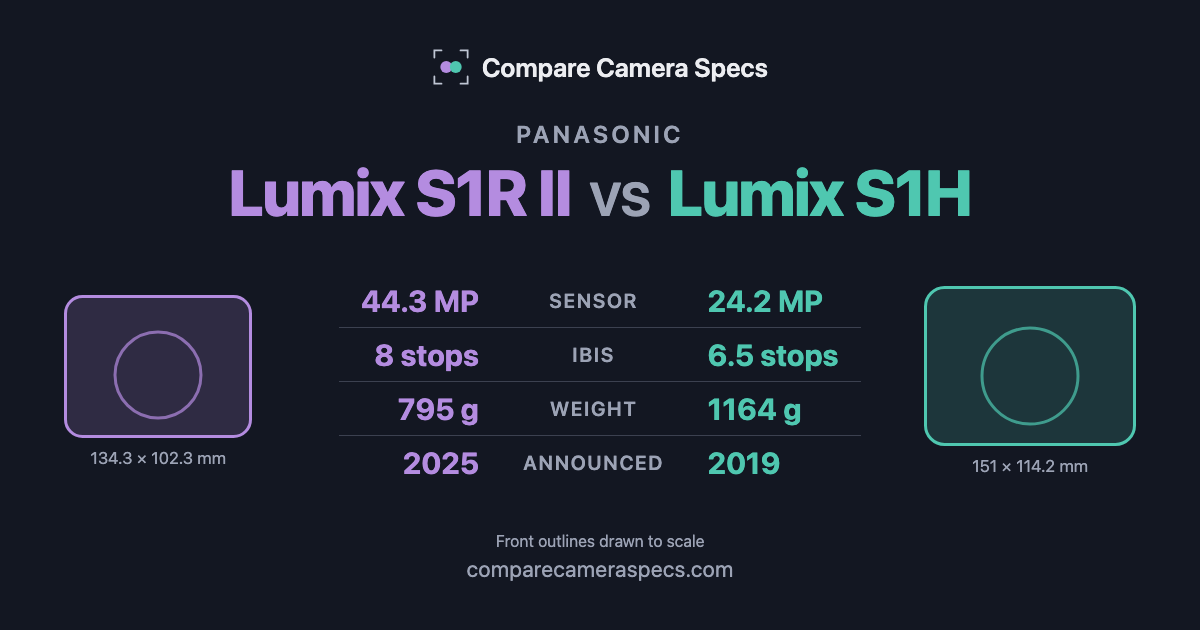 Compare Camera Specs
PANASONIC
Lumix S1R II vs Lumix S1H
44.3 MP SENSOR 24.2 MP
8 stops IBIS 6.5 stops
795 g WEIGHT 1164 g
2025 ANNOUNCED 2019
134.3 × 102.3 mm
151 × 114.2 mm
Front outlines drawn to scale
comparecameraspecs.com